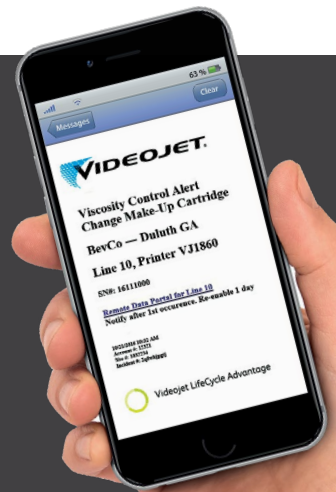 63 %
Messages
Clear
VIDEOJET.
Viscosity Control Alert
Change Make-Up Cartridge
BevCo — Duluth GA
Line 10, Printer VJ1860
SN#: 16111000
Remote Data Portal for Line 10
Notify after 1st occurence. Re-enable 1 day
AM
Videojet LifeCycle Advantage